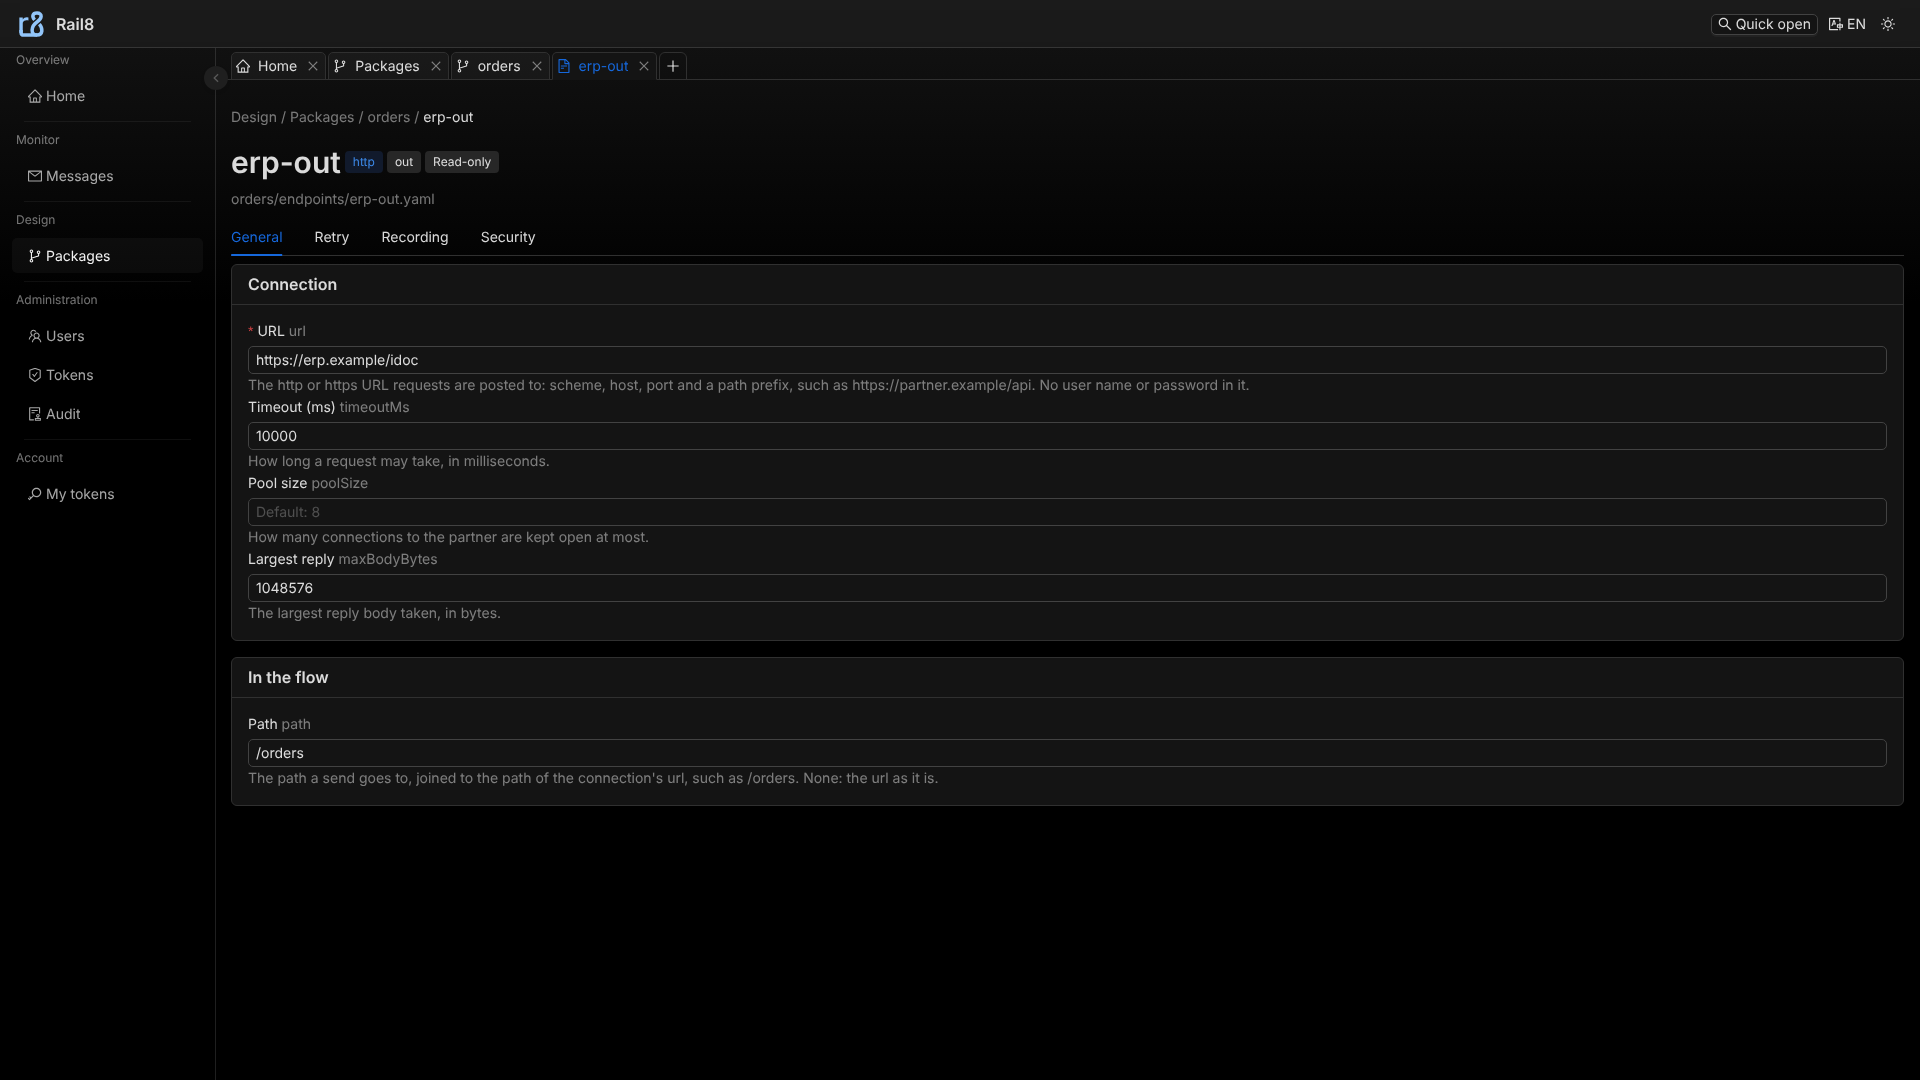 Rail8
Quick open
EN
Overview
Home
Monitor
Messages
Design
Packages
Administration
Users
Tokens
Audit
Account
My tokens
Home
Packages
orders
erp-out
Design / Packages / orders / erp-out
erp-out http out Read-only
orders/endpoints/erp-out.yaml
General Retry Recording Security
Connection
* URL url
https://erp.example/idoc
The http or https URL requests are posted to: scheme, host, port and a path prefix, such as https://partner.example/api. No user name or password in it.
Timeout (ms) timeoutMs
10000
How long a request may take, in milliseconds.
Pool size poolSize
Default: 8
How many connections to the partner are kept open at most.
Largest reply maxBodyBytes
1048576
The largest reply body taken, in bytes.
In the flow
Path path
/orders
The path a send goes to, joined to the path of the connection's url, such as /orders. None: the url as it is.